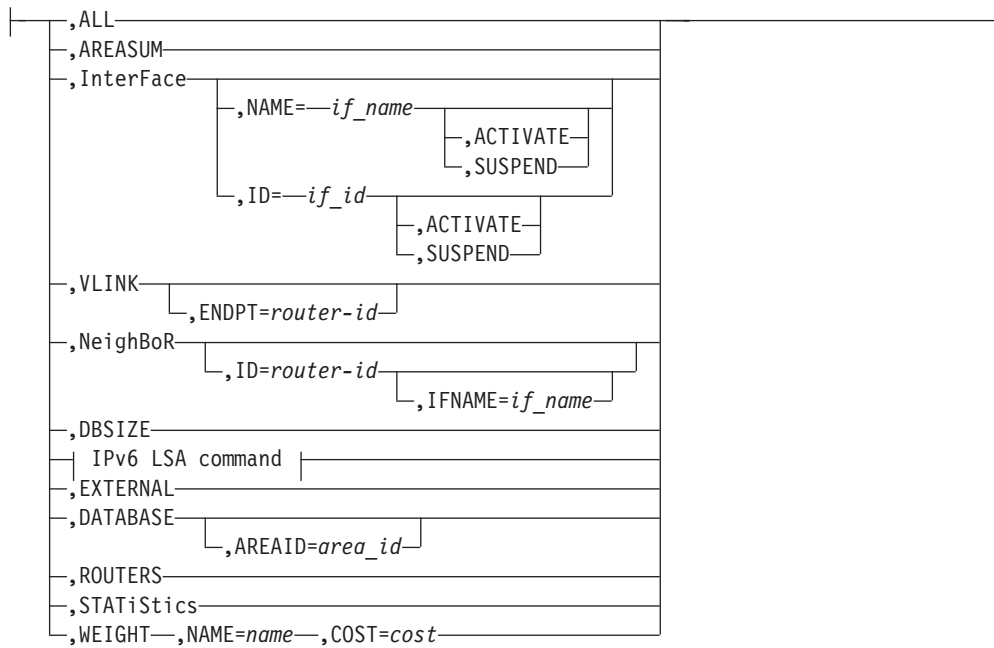 ,ALL
,AREASUM
,InterFace
,NAME= if_name
,ACTIVATE
,SUSPEND
,ID= if_id
,ACTIVATE
,SUSPEND
,VLINK
,ENDPT=router-id
,NeighBoR
,ID=router-id
,IFNAME=if_name
,DBSIZE
IPv6 LSA command
,EXTERNAL
,DATABASE
,AREAID=area_id
,ROUTERS
,STATiStics
,WEIGHT ,NAME=name ,COST=cost